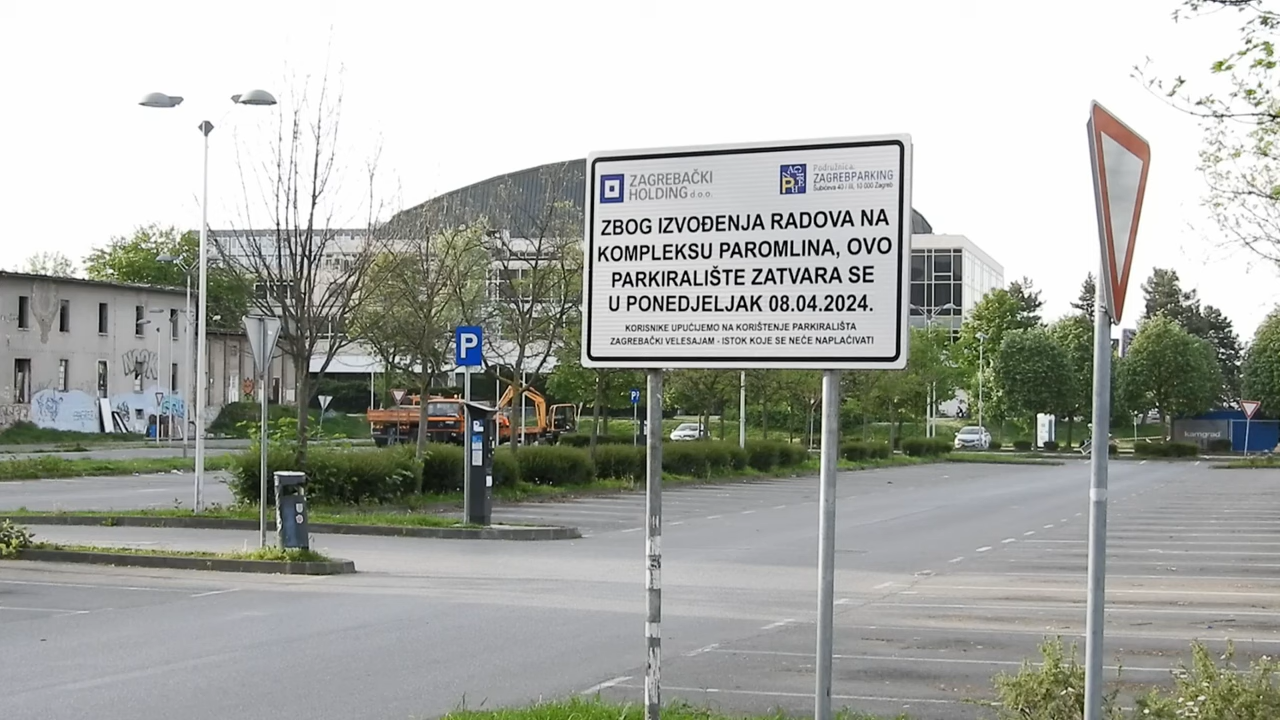 ZAGREBAČKI
HOLDING d.o.o.
Podružnica
ZAGREBPARKING
Šubićeva 40 / III, 10 000 Zagreb
ZBOG IZVOĐENJA RADOVA NA
KOMPLEKSU PAROMLINA, OVO
PARKIRALIŠTE ZATVARA SE
U PONEDJELJAK 08.04.2024.
KORISNIKE UPUĆUJEMO NA KORIŠTENJE PARKIRALIŠTA
ZAGREBAČKI VELESAJAM - ISTOK KOJE SE NEĆE NAPLAĆIVATI
P
P
kamgrad